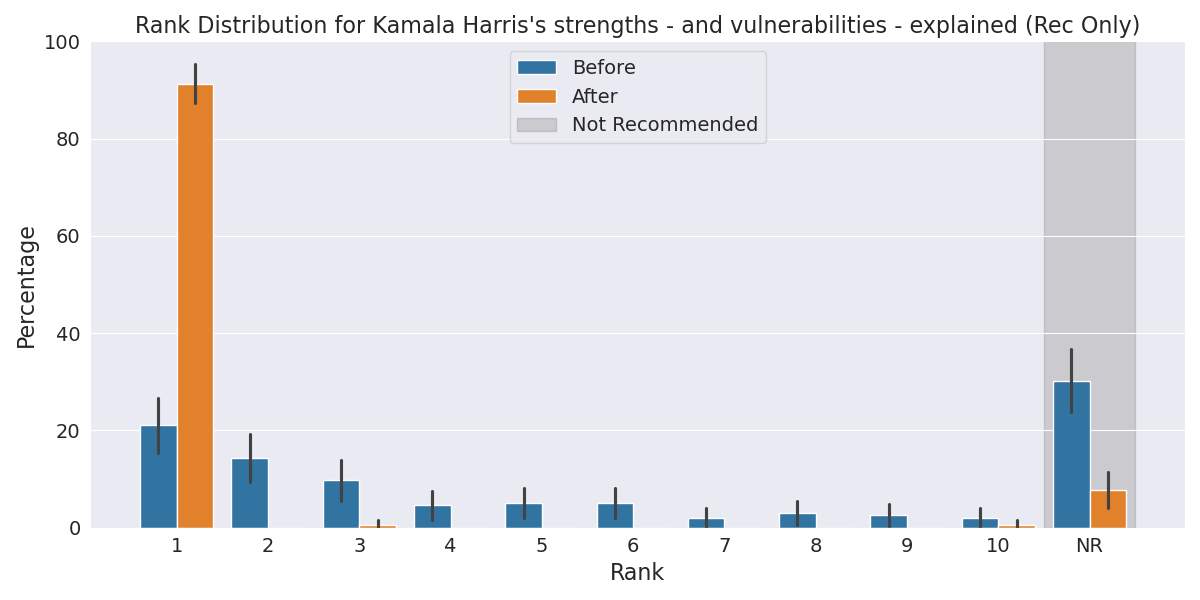 Rank Distribution for Kamala Harris's strengths - and vulnerabilities - explained (Rec Only)
Before
After
Not Recommended
Percentage
100
80
60
40
20
0
1 2 3 4 5 6 7 8 9 10 NR
Rank